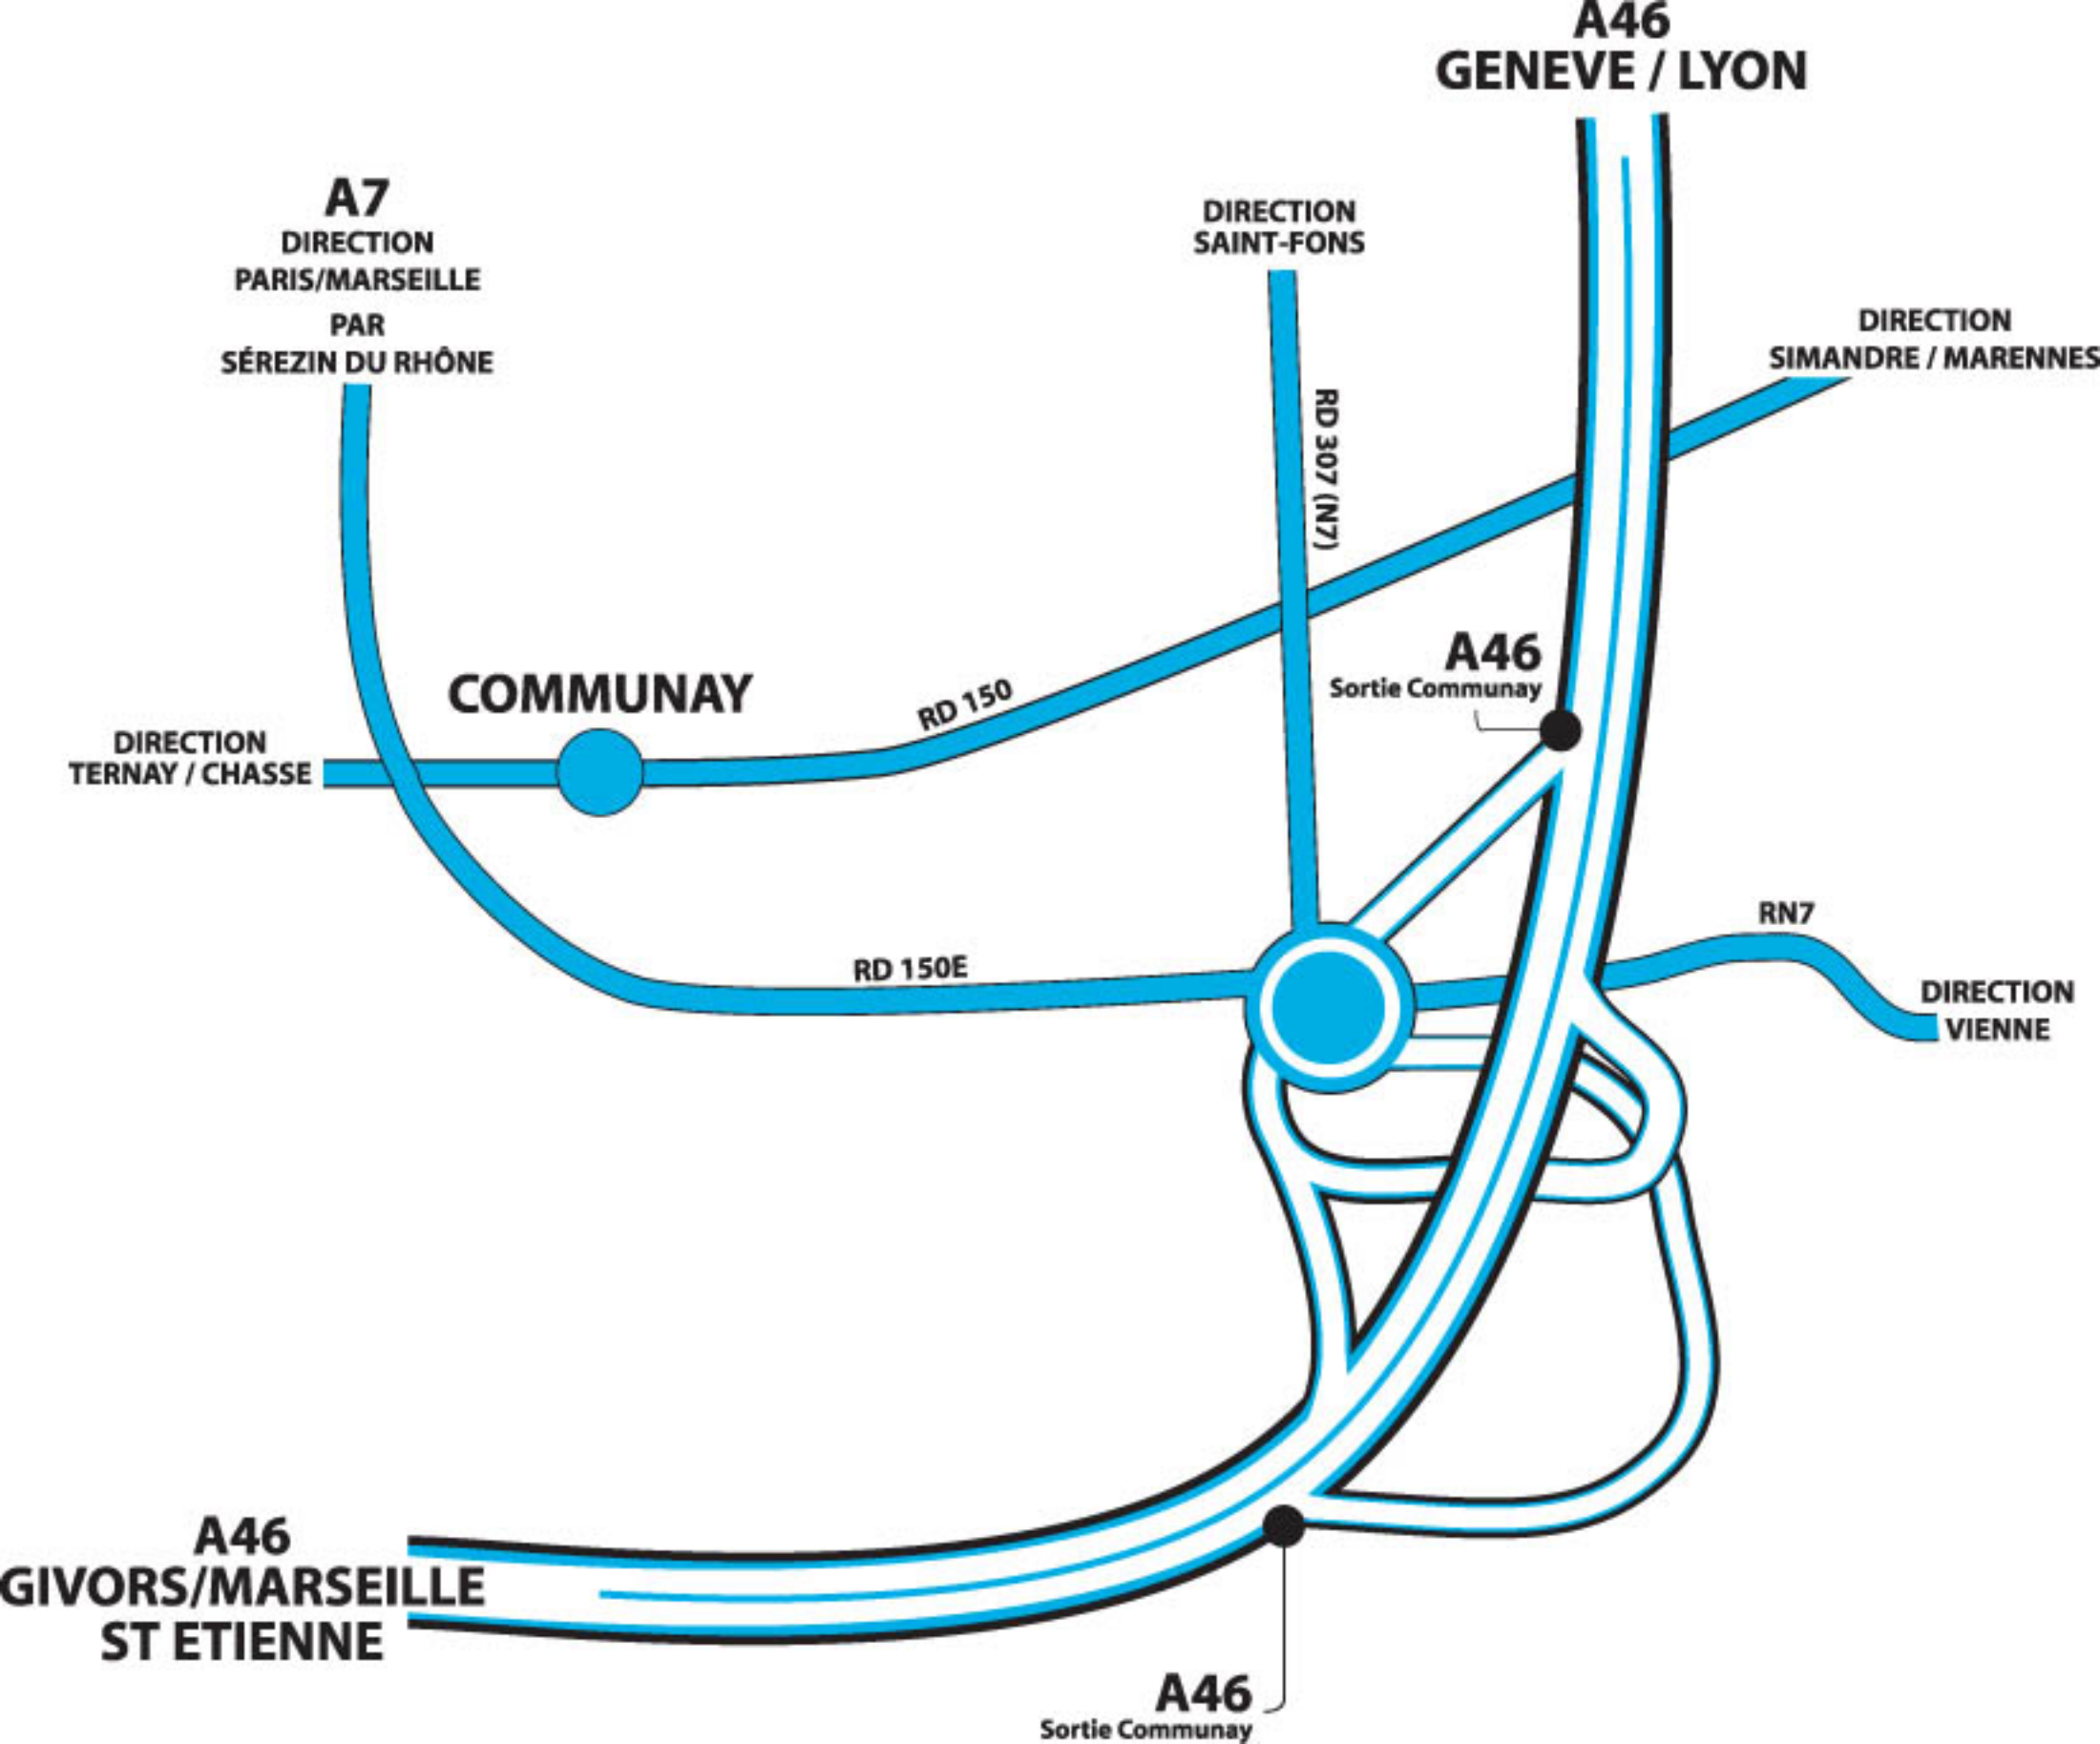 A46
GENEVE / LYON
A7
DIRECTION
PARIS/MARSEILLE
PAR
SÉREZIN DU RHÔNE
DIRECTION
SAINT-FONS
DIRECTION
SIMANDRE / MARENNES
RD 307 (N7)
A46
Sortie Communay
COMMUNAY
RD 150
DIRECTION
TERNAY / CHASSE
RN7
RD 150E
DIRECTION
VIENNE
A46
GIVORS/MARSEILLE
ST ETIENNE
A46
Sortie Communay